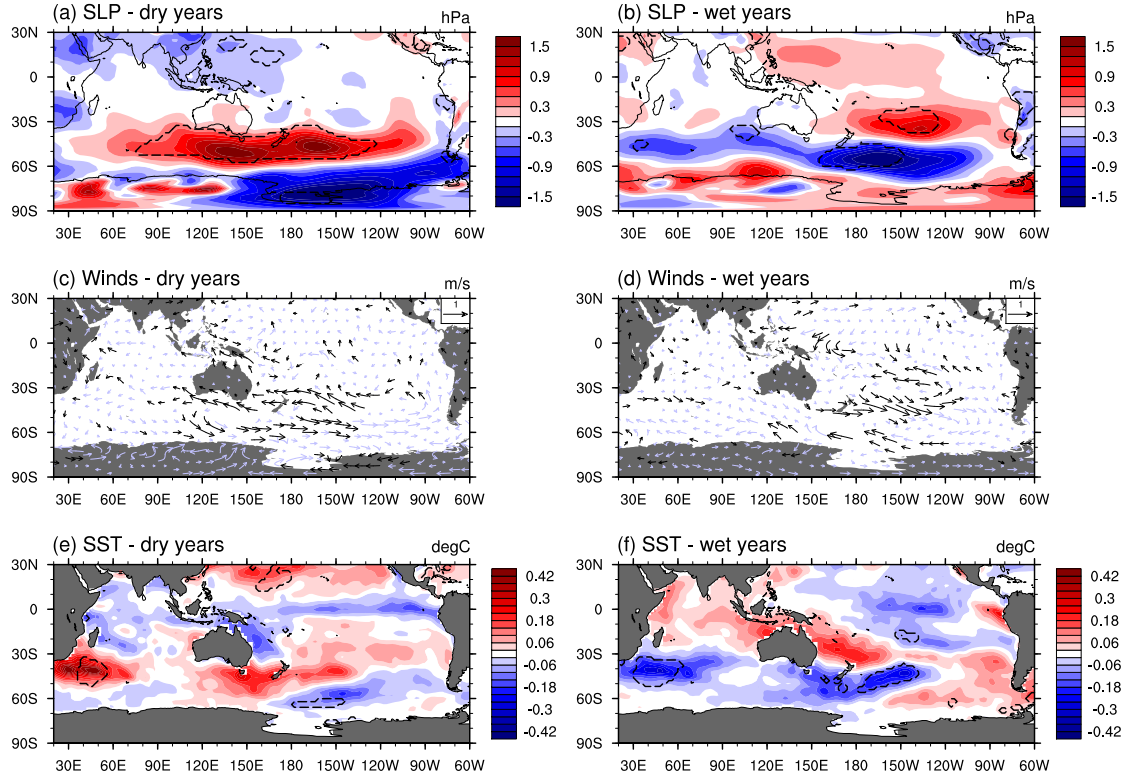 (a) SLP - dry years hPa
30N
0
30S
60S
90S
30E 60E 90E 120E 150E 180 150W 120W 90W 60W
1.5
0.9
0.3
-0.3
-0.9
-1.5
(b) SLP - wet years hPa
30N
0
30S
60S
90S
30E 60E 90E 120E 150E 180 150W 120W 90W 60W
1.5
0.9
0.3
-0.3
-0.9
-1.5
(c) Winds - dry years m/s
1
30N
0
30S
60S
90S
30E 60E 90E 120E 150E 180 150W 120W 90W 60W
(d) Winds - wet years m/s
1
30N
0
30S
60S
90S
30E 60E 90E 120E 150E 180 150W 120W 90W 60W
(e) SST - dry years degC
30N
0
30S
60S
90S
30E 60E 90E 120E 150E 180 150W 120W 90W 60W
0.42
0.3
0.18
0.06
-0.06
-0.18
-0.3
-0.42
(f) SST - wet years degC
30N
0
30S
60S
90S
30E 60E 90E 120E 150E 180 150W 120W 90W 60W
0.42
0.3
0.18
0.06
-0.06
-0.18
-0.3
-0.42